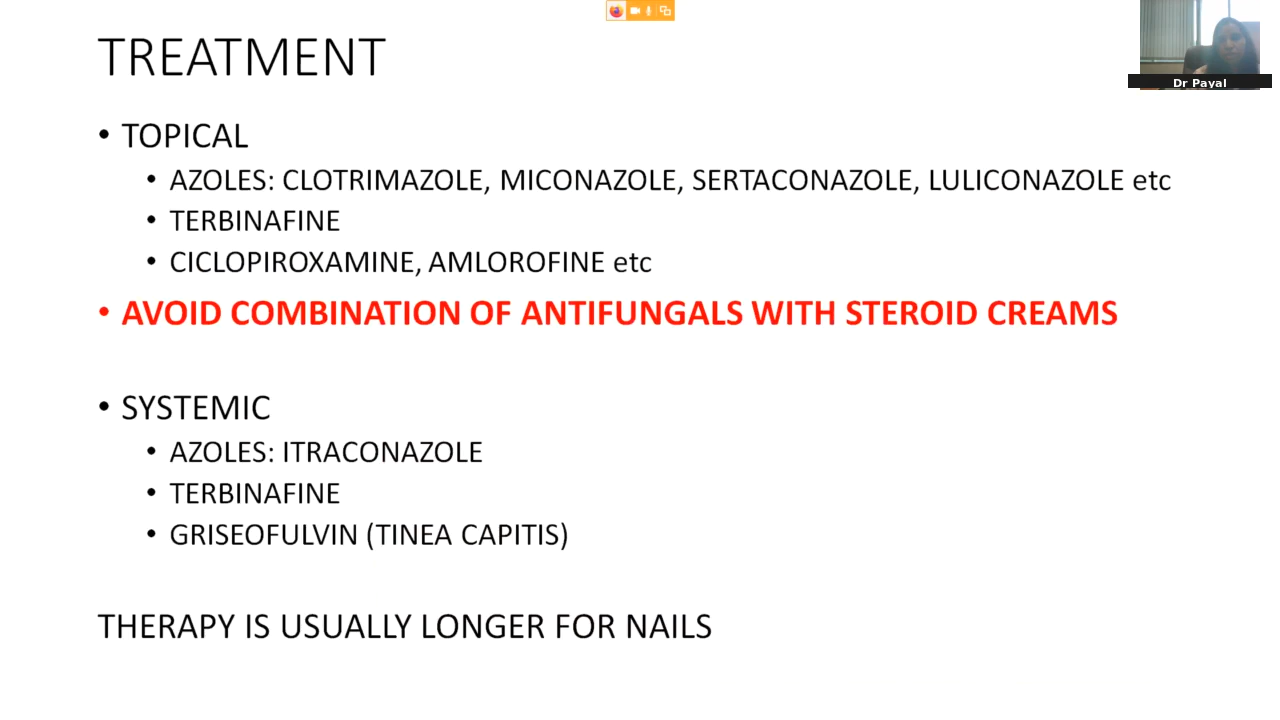 TREATMENT
Dr Payal
• TOPICAL
• AZOLES: CLOTRIMAZOLE, MICONAZOLE, SERTACONAZOLE, LULICONAZOLE etc
• TERBINAFINE
• CICLOPIROXAMINE, AMLOROFINE etc
• AVOID COMBINATION OF ANTIFUNGALS WITH STEROID CREAMS
• SYSTEMIC
• AZOLES: ITRACONAZOLE
• TERBINAFINE
• GRISEOFULVIN (TINEA CAPITIS)
THERAPY IS USUALLY LONGER FOR NAILS